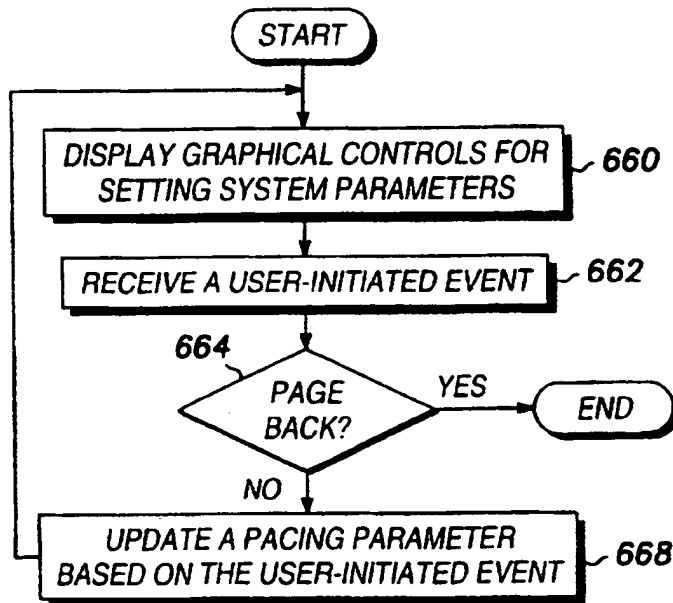 START
DISPLAY GRAPHICAL CONTROLS FOR
SETTING SYSTEM PARAMETERS
660
RECEIVE A USER-INITIATED EVENT
662
664
PAGE
BACK?
YES
END
NO
UPDATE A PACING PARAMETER
BASED ON THE USER-INITIATED EVENT
668